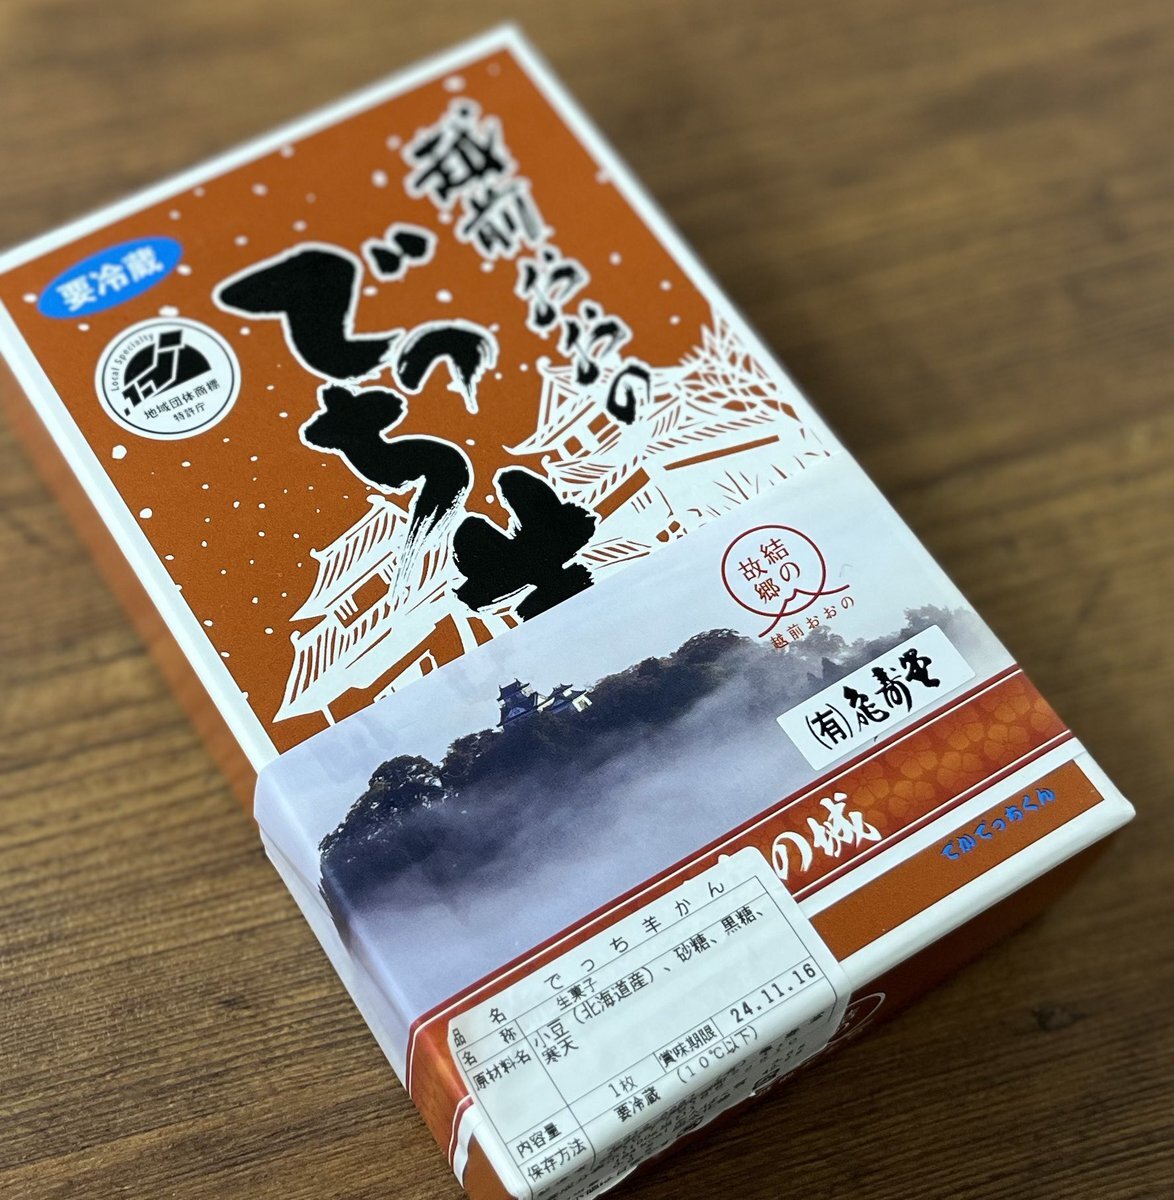 越前おおの
でっち羊
要冷蔵
Local Specialty
地域団体商標
特許庁
結の
故郷
越前おおの
(有)亀寿堂
の城
でかでっちくん
品名 でっち羊かん
名称 生菓子
原材料名 小豆(北海道産)、砂糖、黒糖、
寒天
内容量 1枚 賞味期限 24.11.16
保存方法 要冷蔵 (10℃以下)